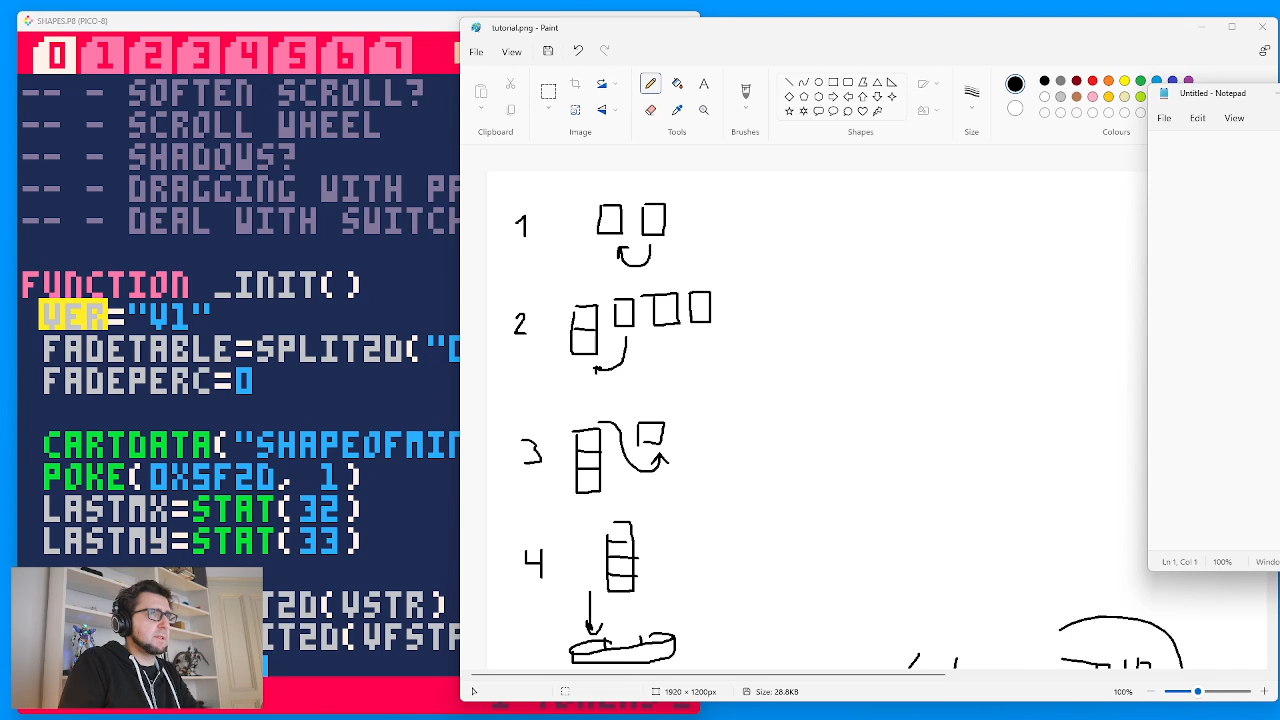 SHAPES.P8 (PICO-8)
0 1 2 3 4 5 6 7
-- - SOFTEN SCROLL?
-- - SCROLL WHEEL
-- - SHADOWS?
-- - DRAGGING WITH
-- - DEAL WITH SWITCH
FUNCTION _INIT()
VER="V1"
FADETABLE=SPLIT2D("
FADEPERC=0
CARTDATA("SHAPEOFMIN
POKE(0X5F2D, 1)
LASTMX=STAT(32)
LASTMY=STAT(33)
IT2D(VSTR)
IT2D(VFSTR
tutorial.png - Paint
File View
Clipboard Image Tools Brushes Shapes Size Colours
1
2
3
4
1920 × 1200px Size: 28.8KB 100%
Untitled - Notepad
File Edit View
Ln 1, Col 1 100% Windo